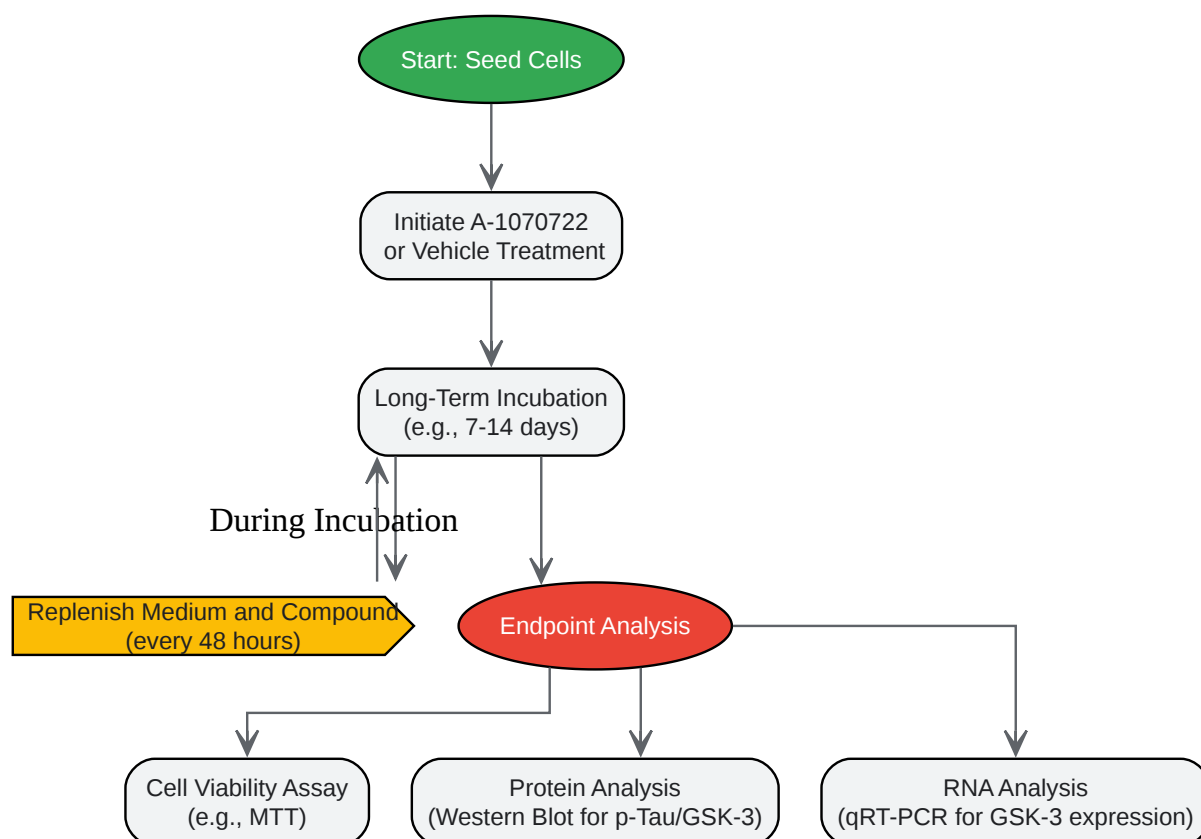 Start: Seed Cells
Initiate A-1070722
or Vehicle Treatment
Long-Term Incubation
(e.g., 7-14 days)
During Incubation
Replenish Medium and Compound
(every 48 hours)
Endpoint Analysis
Cell Viability Assay
(e.g., MTT)
Protein Analysis
(Western Blot for p-Tau/GSK-3)
RNA Analysis
(qRT-PCR for GSK-3 expression)